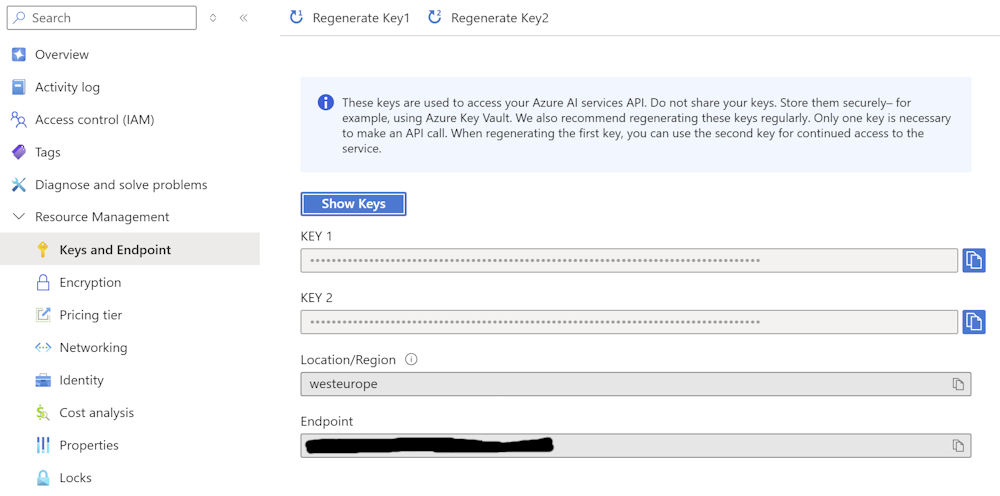 Search
Regenerate Key1
Regenerate Key2
Overview
Activity log
Access control (IAM)
Tags
Diagnose and solve problems
Resource Management
Keys and Endpoint
Encryption
Pricing tier
Networking
Identity
Cost analysis
Properties
Locks
These keys are used to access your Azure AI services API. Do not share your keys. Store them securely– for
example, using Azure Key Vault. We also recommend regenerating these keys regularly. Only one key is necessary
to make an API call. When regenerating the first key, you can use the second key for continued access to the
service.
Show Keys
KEY 1
KEY 2
Location/Region
westeurope
Endpoint